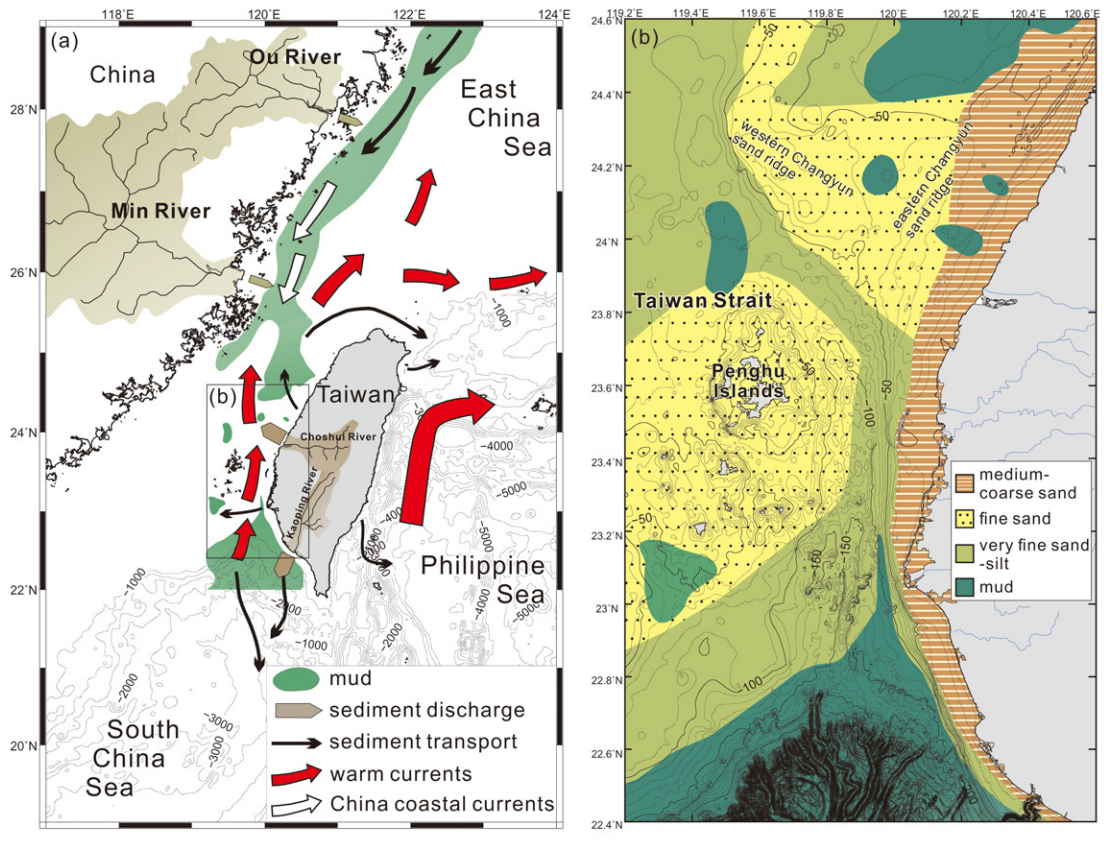 118°E
120°E
122°E
124°E
(a)
Ou River
China
28°N
East
China
Sea
Min River
26°N
-1000
(b)
Taiwan
24°N
Choshui River
Kaoping River
-4000
-5000
-1000
22°N
-2000
-1000
-2000
-4000
-5000
Philippine
Sea
-2000
-3000
-3000
20°N
South
China
Sea
mud
sediment discharge
sediment transport
warm currents
China coastal currents
119.2°E
119.4°E
119.6°E
119.8°E
120.0°E
120.2°E
120.4°E
120.6°E
24.6°N
(b)
-50
24.4°N
-50
western Changyun
sand ridge
eastern Changyun
sand ridge
24.2°N
24°N
Taiwan Strait
23.8°N
Penghu
Islands
-50
-50
23.6°N
-100
23.4°N
medium-
coarse sand
fine sand
very fine sand
-silt
mud
-50
23.2°N
-150
-150
23°N
22.8°N
-100
22.6°N
22.4°N